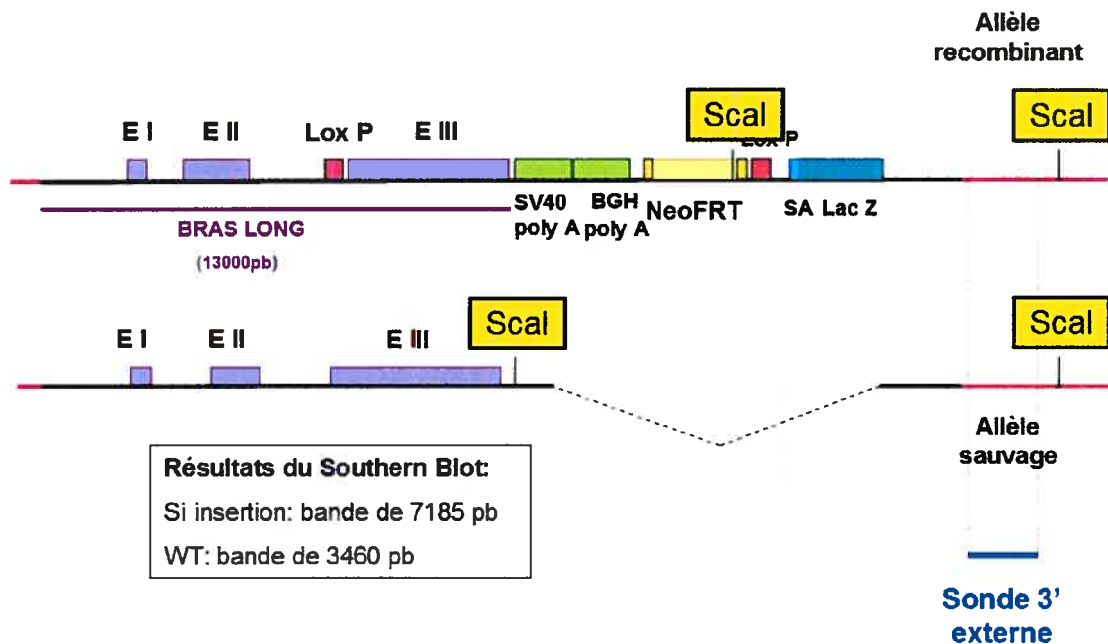 Allèle
recombinant
ScaI
ScaI
E I
E II
Lox P
E III
Lox P
SV40
poly A
BGH
poly A
NeoFRT
SA Lac Z
BRAS LONG
(13000pb)
ScaI
ScaI
E I
E II
E III
Allèle
sauvage
Résultats du Southern Blot:
Si insertion: bande de 7185 pb
WT: bande de 3460 pb
Sonde 3'
externe